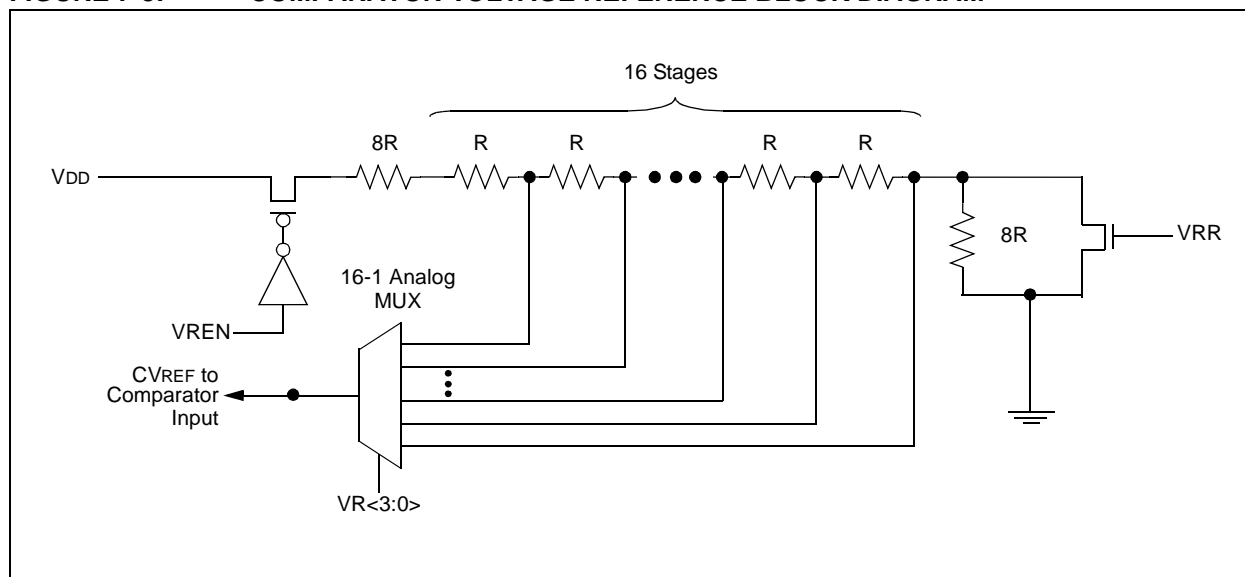 16 Stages
8R R R R R
VDD
8R
VRR
16-1 Analog
MUX
VREN
CVREF to
Comparator
Input
VR<3:0>